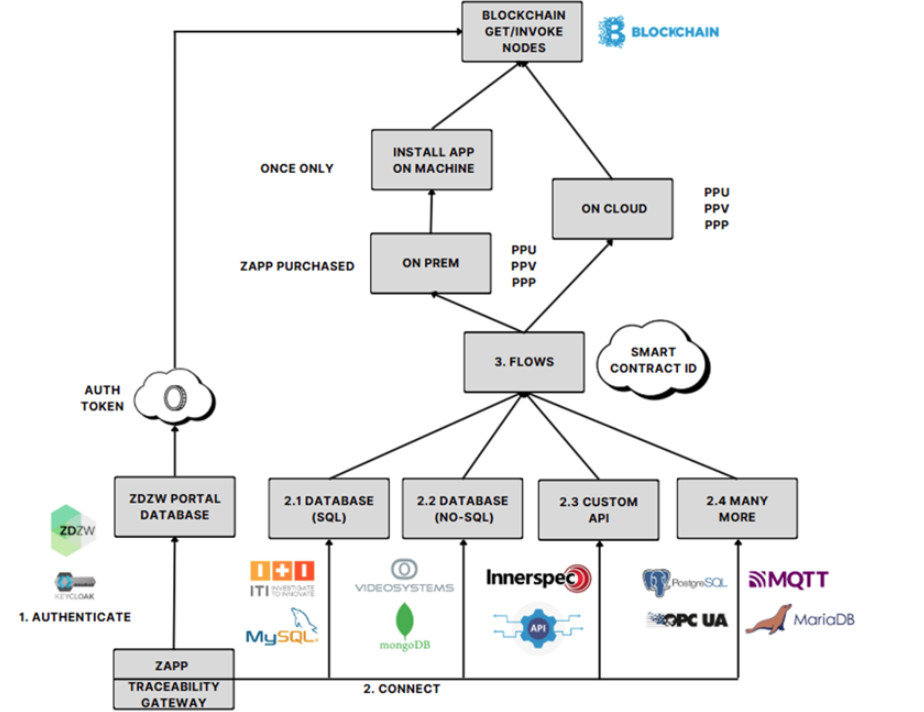 BLOCKCHAIN
GET/INVOKE
NODES
BLOCKCHAIN
INSTALL APP
ON MACHINE
ONCE ONLY
ON CLOUD
PPU
PPV
PPP
ZAPP PURCHASED
ON PREM
PPU
PPV
PPP
3. FLOWS
SMART
CONTRACT ID
AUTH
TOKEN
ZDZW PORTAL
DATABASE
2.1 DATABASE
(SQL)
2.2 DATABASE
(NO-SQL)
2.3 CUSTOM
API
2.4 MANY
MORE
ZDZW
KEYCLOAK
1. AUTHENTICATE
ITI INVESTIGATE
TO INNOVATE
MySQL
VIDEOSYSTEMS
mongoDB
Innerspec
API
PostgreSQL
MQTT
OPC UA
MariaDB
ZAPP
TRACEABILITY
GATEWAY
2. CONNECT